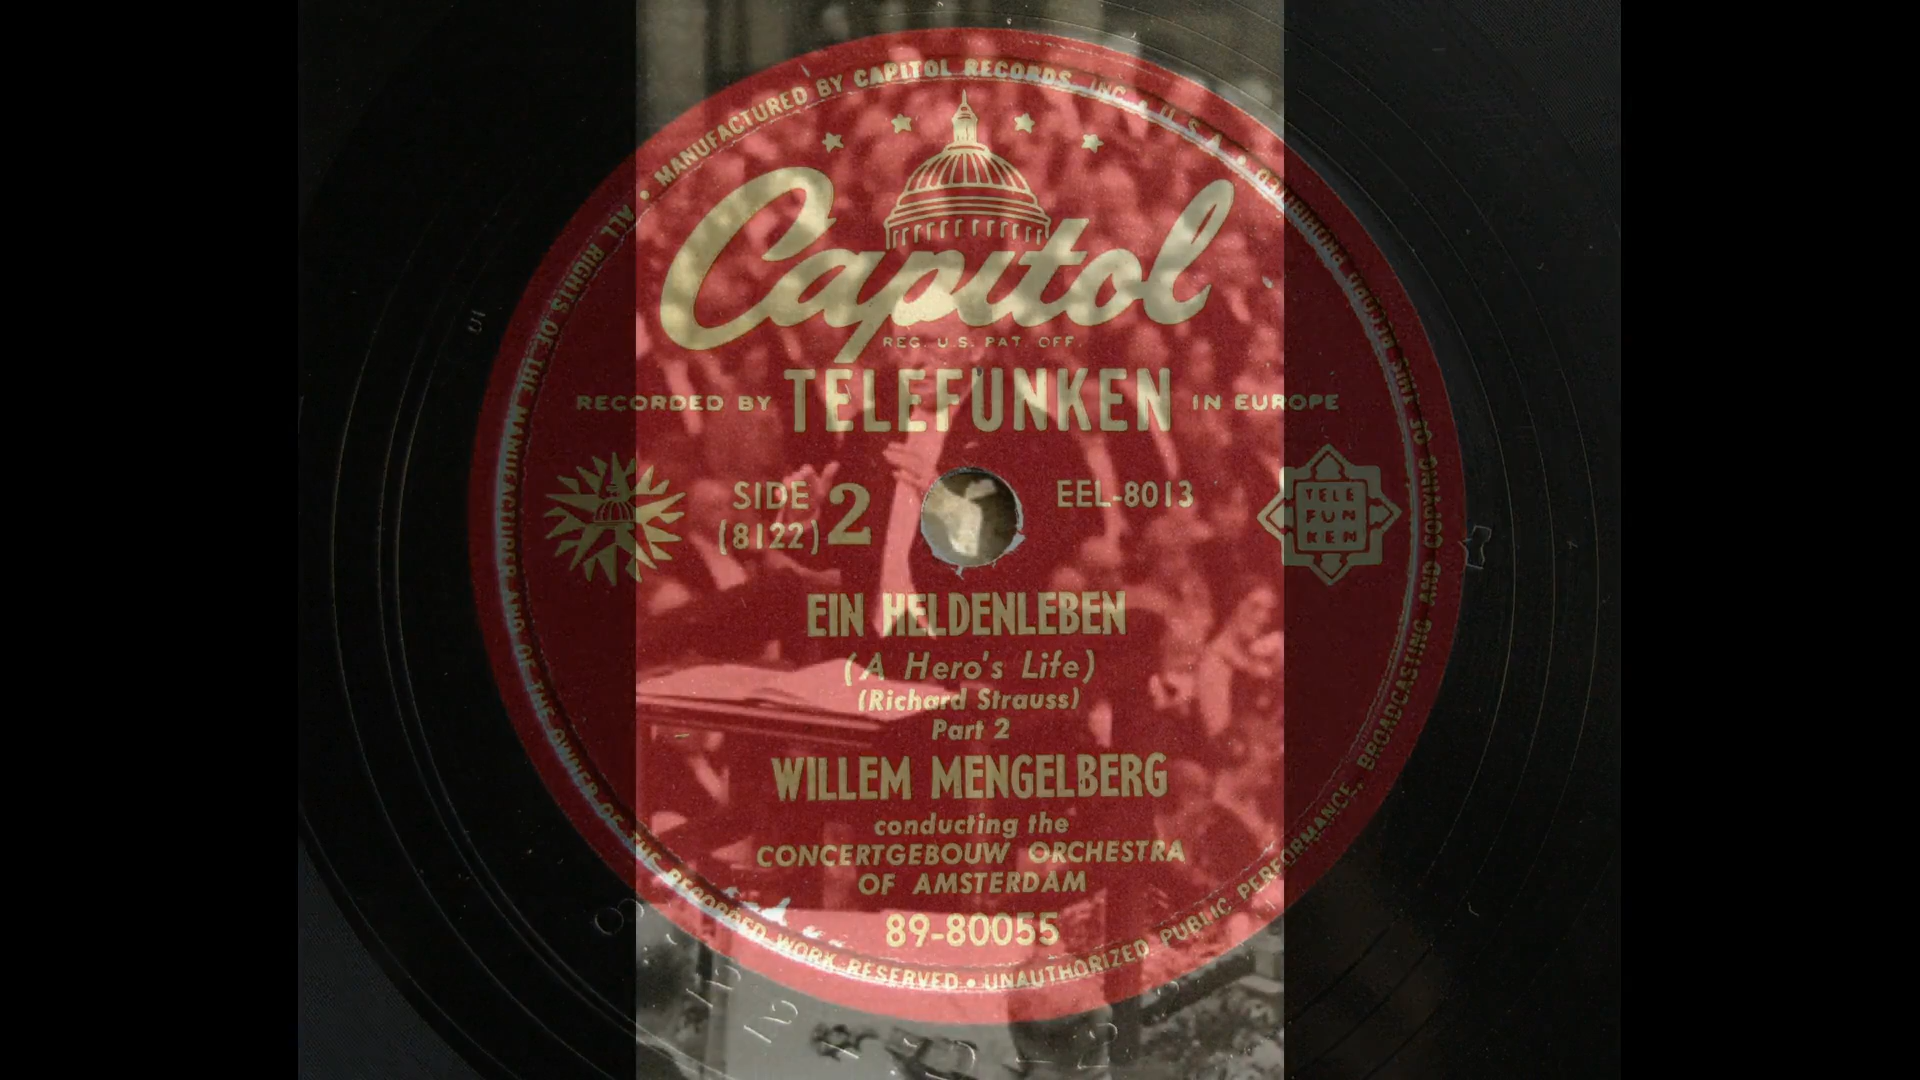 • MANUFACTURED BY CAPITOL RECORDS, INC. • U.S.A. •
Capitol
REG. U.S. PAT. OFF.
RECORDED BY TELEFUNKEN IN EUROPE
SIDE 2
(8122)
EEL-8013
TELE
FUN
KEN
EIN HELDENLEBEN
(A Hero's Life)
(Richard Strauss)
Part 2
WILLEM MENGELBERG
conducting the
CONCERTGEBOUW ORCHESTRA
OF AMSTERDAM
89-80055
ALL RIGHTS OF THE MANUFACTURER AND OF THE OWNER OF THE RECORDED WORK RESERVED • UNAUTHORIZED PUBLIC PERFORMANCE, BROADCASTING AND COPYING OF THIS RECORD PROHIBITED